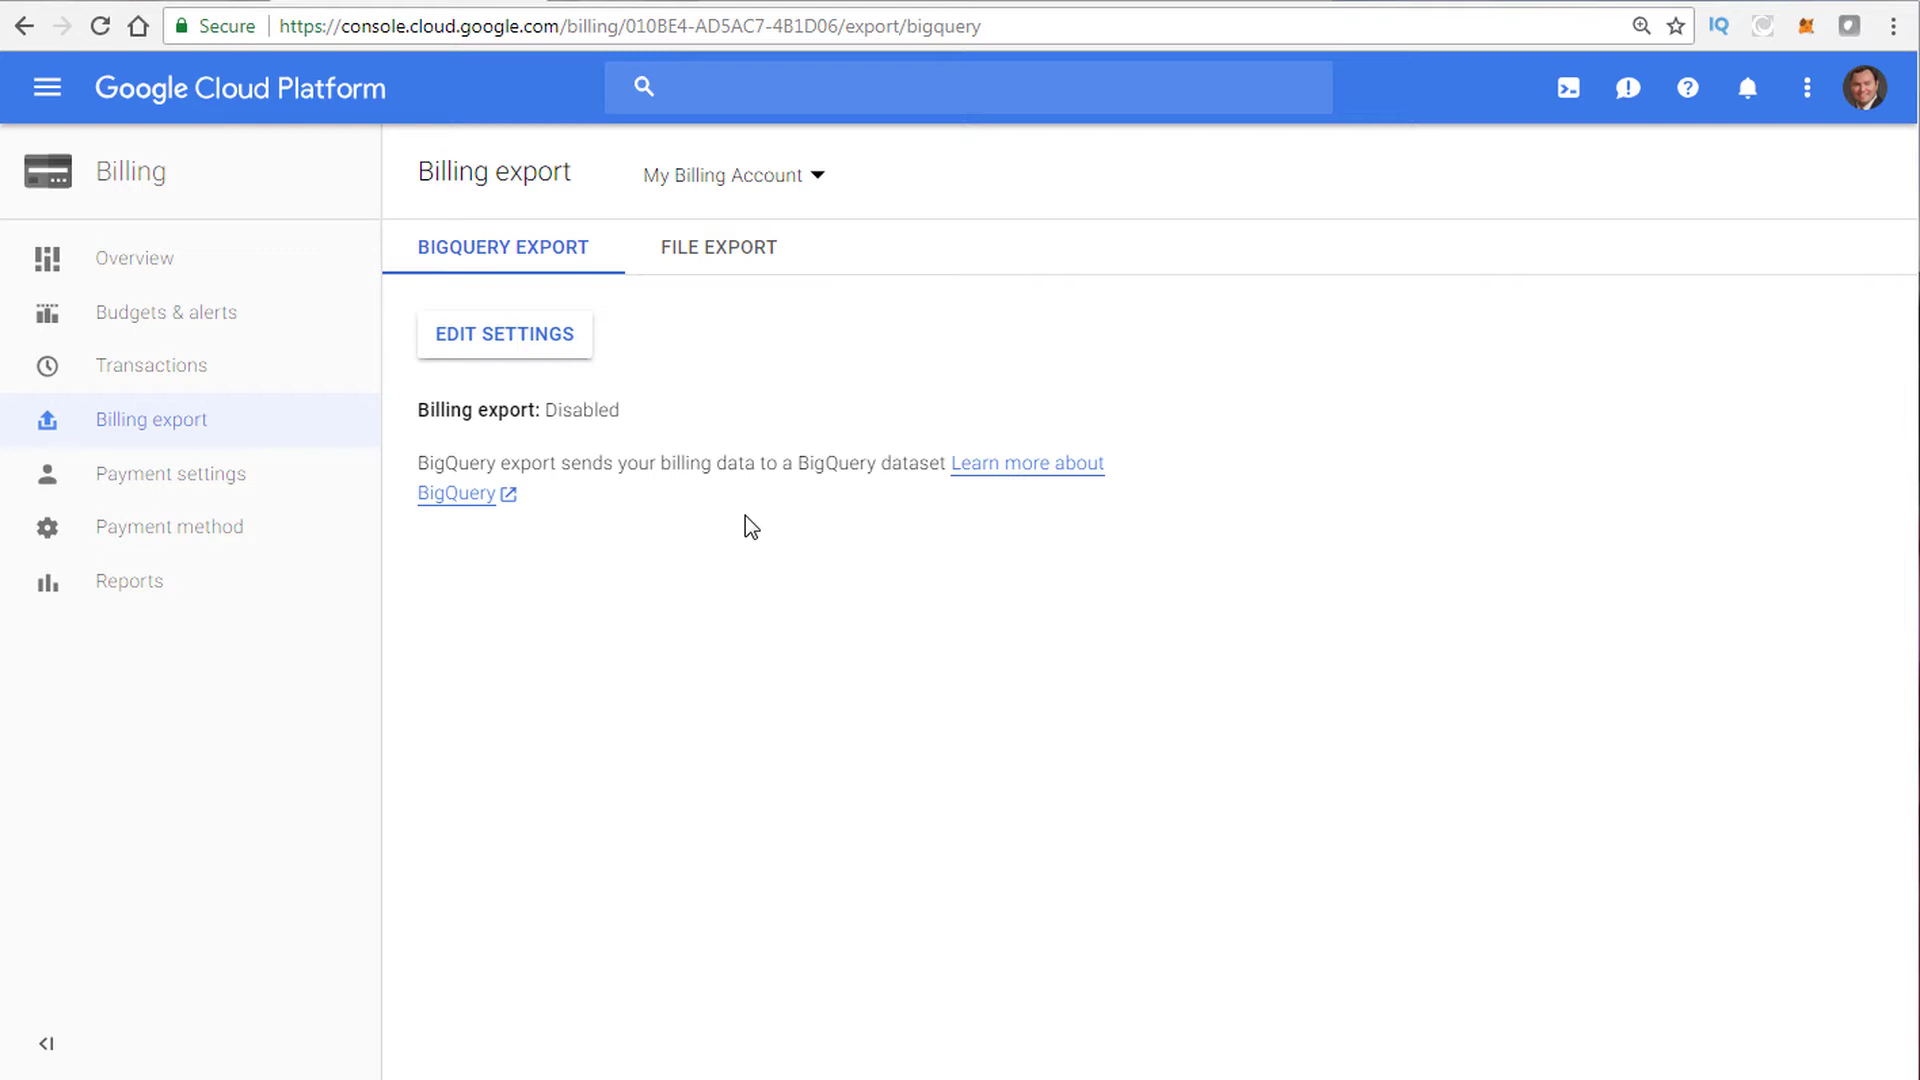 Secure https://console.cloud.google.com/billing/010BE4-AD5AC7-4B1D06/export/bigquery
IQ
Google Cloud Platform
Billing
Billing export My Billing Account
BIGQUERY EXPORT FILE EXPORT
Overview
Budgets & alerts
Transactions
Billing export
Payment settings
Payment method
Reports
EDIT SETTINGS
Billing export: Disabled
BigQuery export sends your billing data to a BigQuery dataset Learn more about
BigQuery